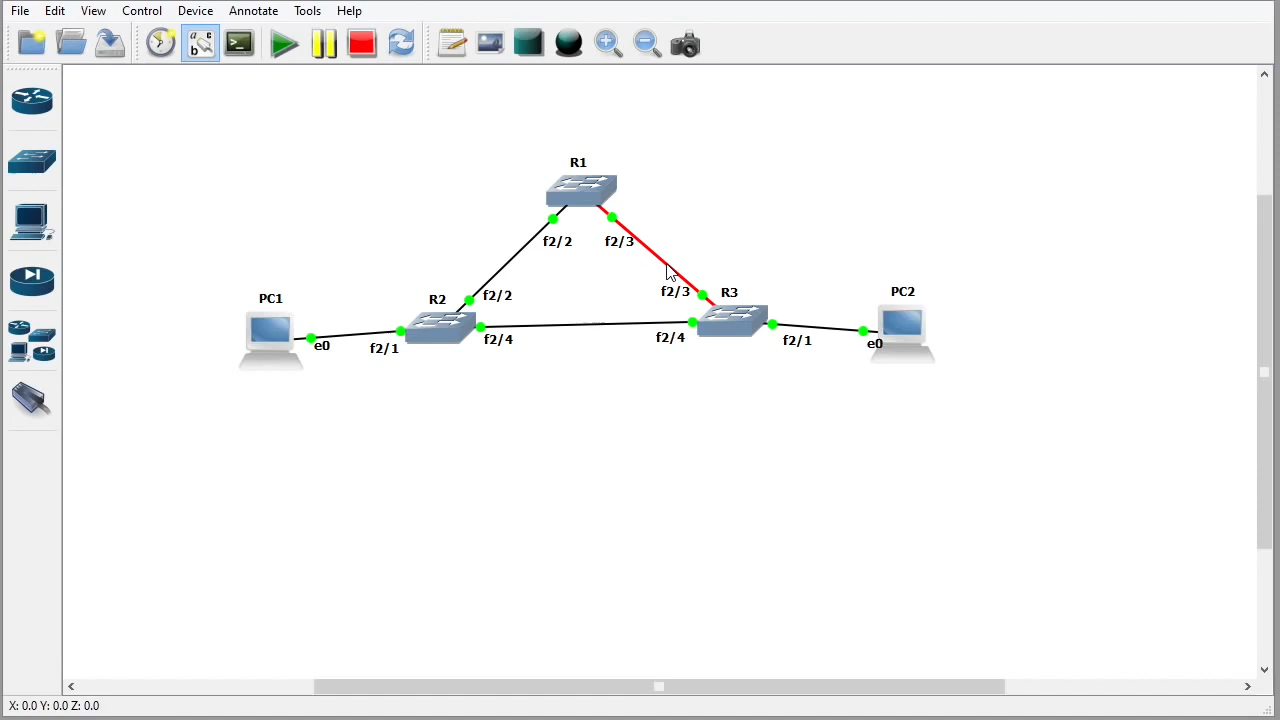 File Edit View Control Device Annotate Tools Help
R1
f2/2 f2/3
R2 f2/2
f2/3 R3
PC1
PC2
e0 f2/1 f2/4
f2/4 f2/1 e0
X: 0.0 Y: 0.0 Z: 0.0